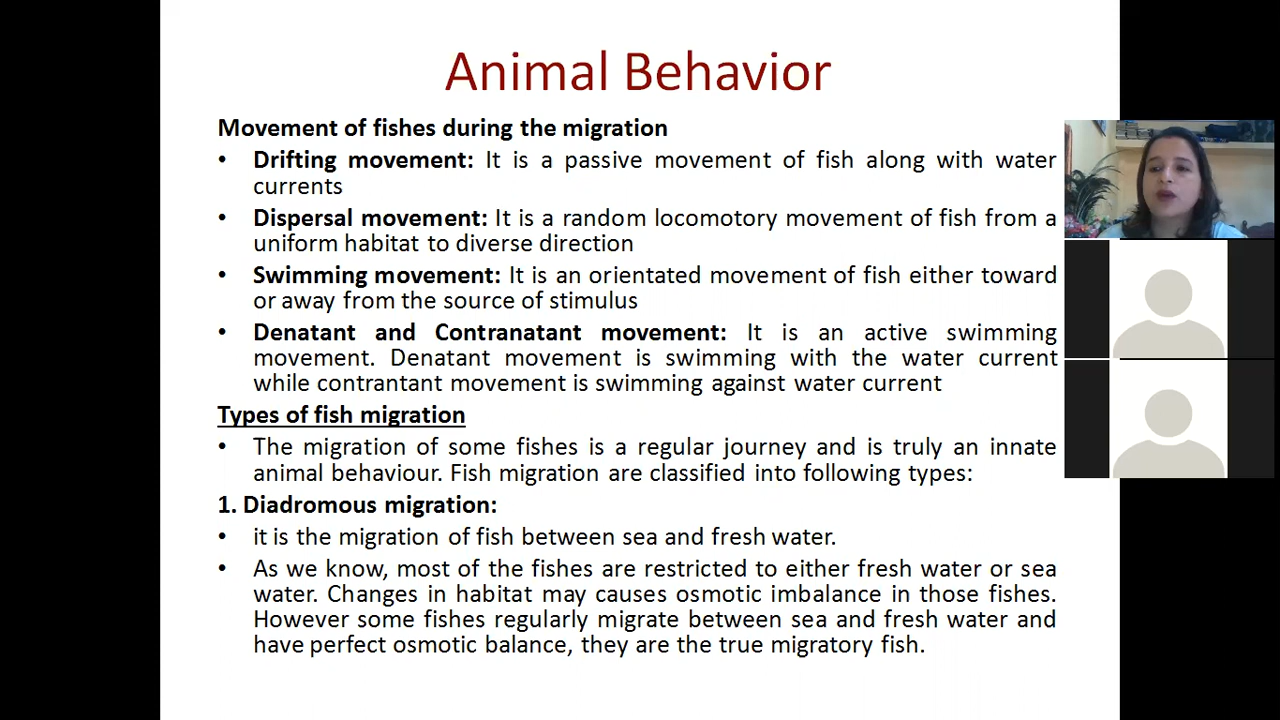 Animal Behavior
Movement of fishes during the migration
• Drifting movement: It is a passive movement of fish along with water
currents
• Dispersal movement: It is a random locomotory movement of fish from a
uniform habitat to diverse direction
• Swimming movement: It is an orientated movement of fish either toward
or away from the source of stimulus
• Denatant and Contranatant movement: It is an active swimming
movement. Denatant movement is swimming with the water current
while contrantant movement is swimming against water current
Types of fish migration
• The migration of some fishes is a regular journey and is truly an innate
animal behaviour. Fish migration are classified into following types:
1. Diadromous migration:
• it is the migration of fish between sea and fresh water.
• As we know, most of the fishes are restricted to either fresh water or sea
water. Changes in habitat may causes osmotic imbalance in those fishes.
However some fishes regularly migrate between sea and fresh water and
have perfect osmotic balance, they are the true migratory fish.